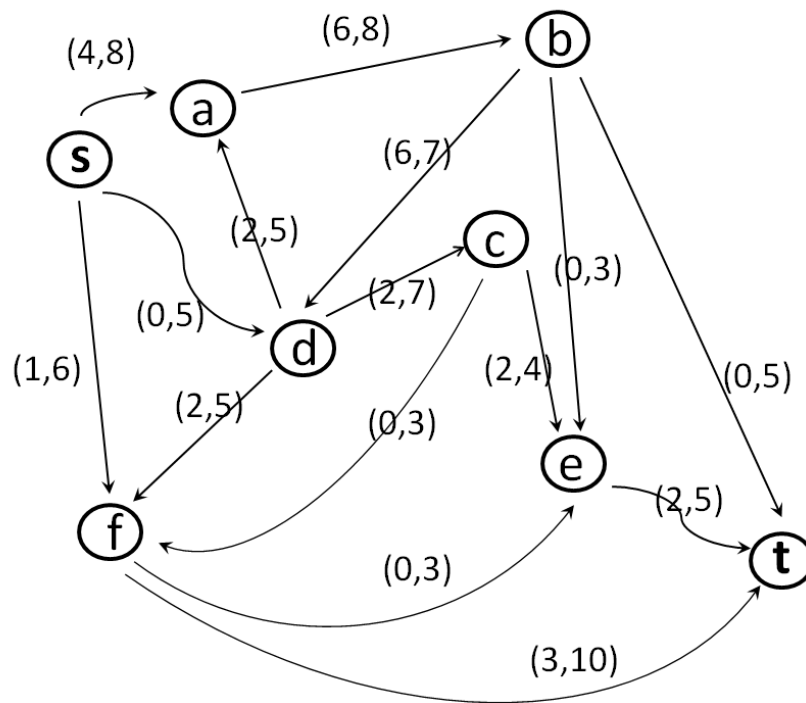 b
(6,8)
(4,8)
a
s
(6,7)
(2,5)
c
(0,3)
(2,7)
(0,5)
d
(1,6)
(2,5)
(2,4)
(0,5)
(0,3)
e
(2,5)
f
t
(0,3)
(3,10)